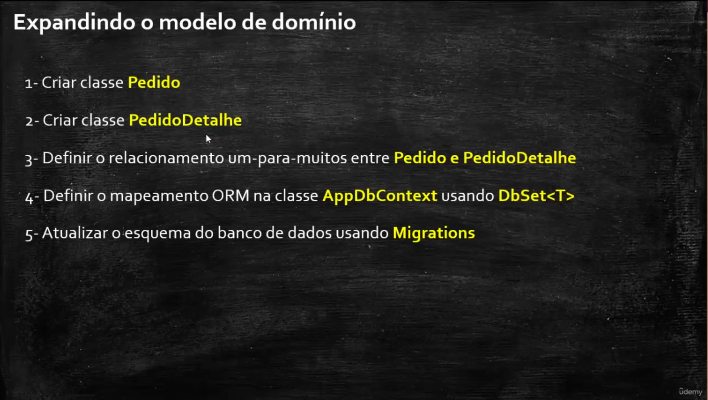 Expandindo o modelo de domínio
1- Criar classe Pedido
2- Criar classe PedidoDetalhe
3- Definir o relacionamento um-para-muitos entre Pedido e PedidoDetalhe
4- Definir o mapeamento ORM na classe AppDbContext usando DbSet<T>
5- Atualizar o esquema do banco de dados usando Migrations
ûdemy